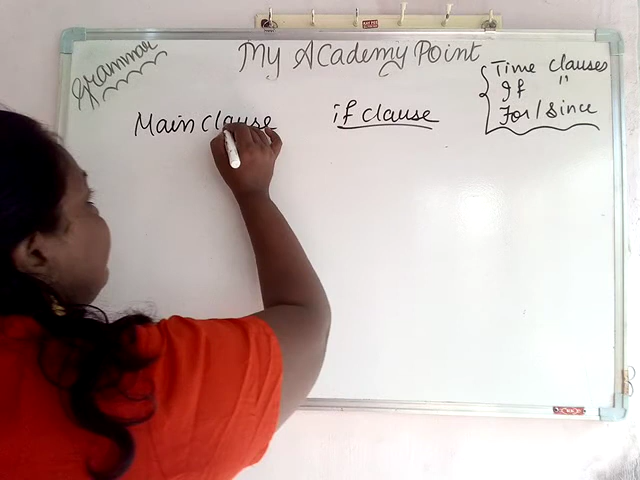 Grammar
My Academy Point
Time clauses
If "
For/Since
Main clause
if clause